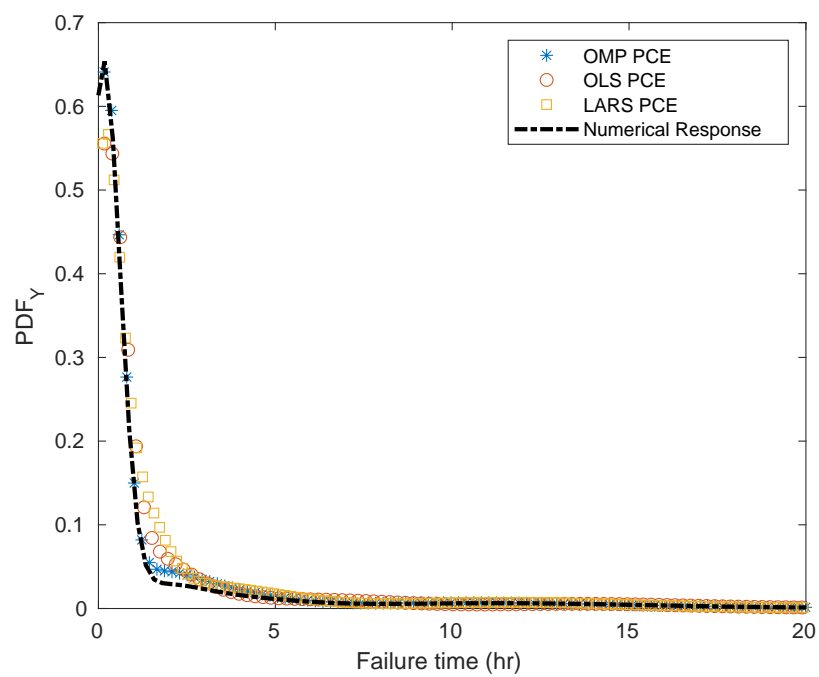 0.7
0.6
0.5
0.4
0.3
0.2
0.1
0
PDF_Y
OMP PCE
OLS PCE
LARS PCE
Numerical Response
0 5 10 15 20
Failure time (hr)